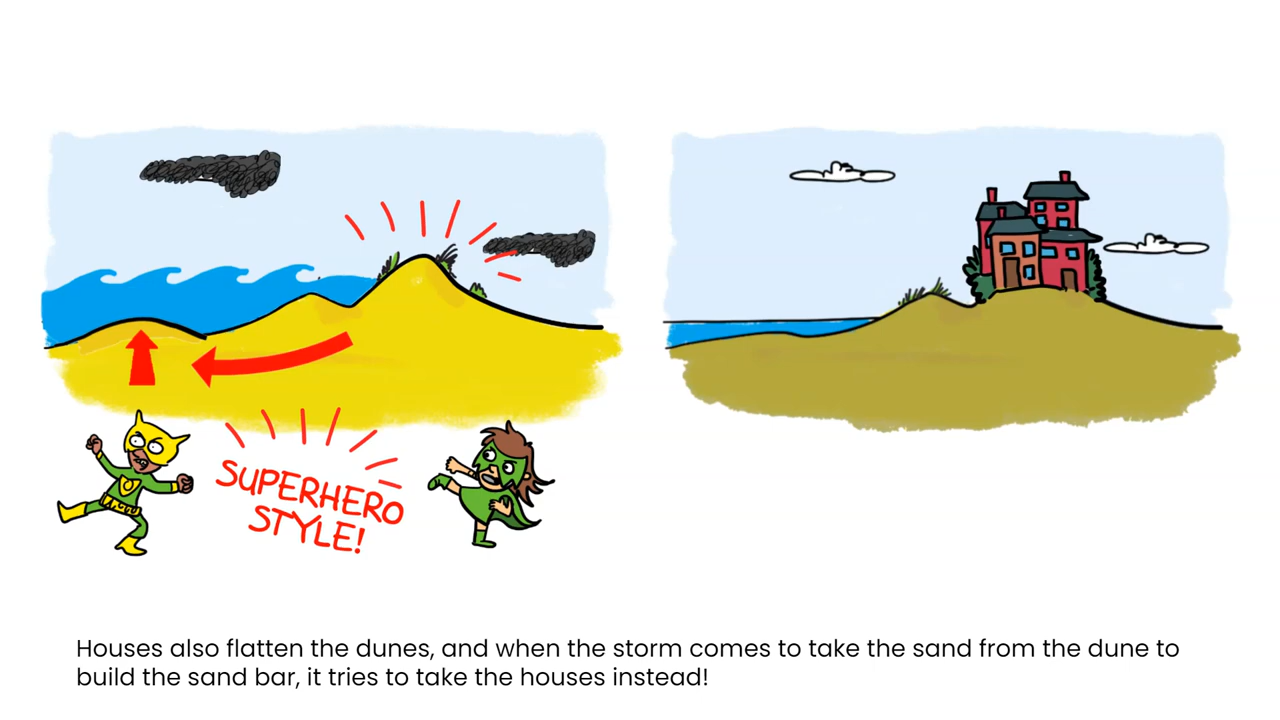 SUPERHERO
STYLE!
Houses also flatten the dunes, and when the storm comes to take the sand from the dune to
build the sand bar, it tries to take the houses instead!